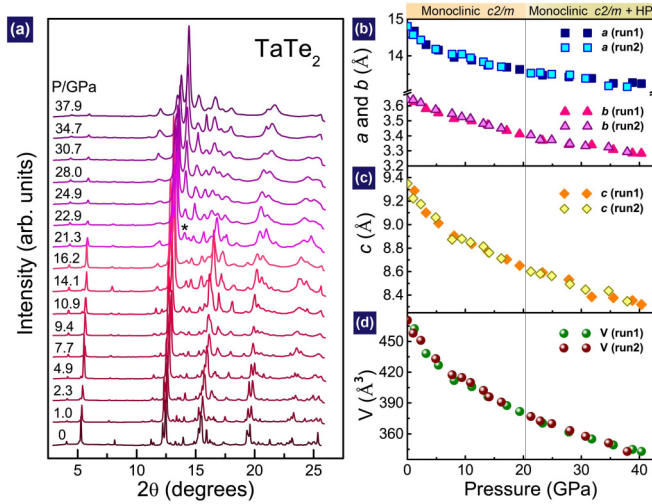 (a)
TaTe2
P/GPa
37.9
34.7
30.7
28.0
24.9
22.9
21.3
16.2
14.1
10.9
9.4
7.7
4.9
2.3
1.0
0
*
Intensity (arb. units)
5 10 15 20 25
2θ (degrees)
Monoclinic c2/m
Monoclinic c2/m + HP
(b)
15
14
3.6
3.5
3.4
3.3
3.2
a and b (Å)
a (run1)
a (run2)
b (run1)
b (run2)
(c)
9.4
9.2
9.0
8.8
8.6
8.4
c (Å)
c (run1)
c (run2)
(d)
450
420
390
360
V (Å3)
V (run1)
V (run2)
0 10 20 30 40
Pressure (GPa)